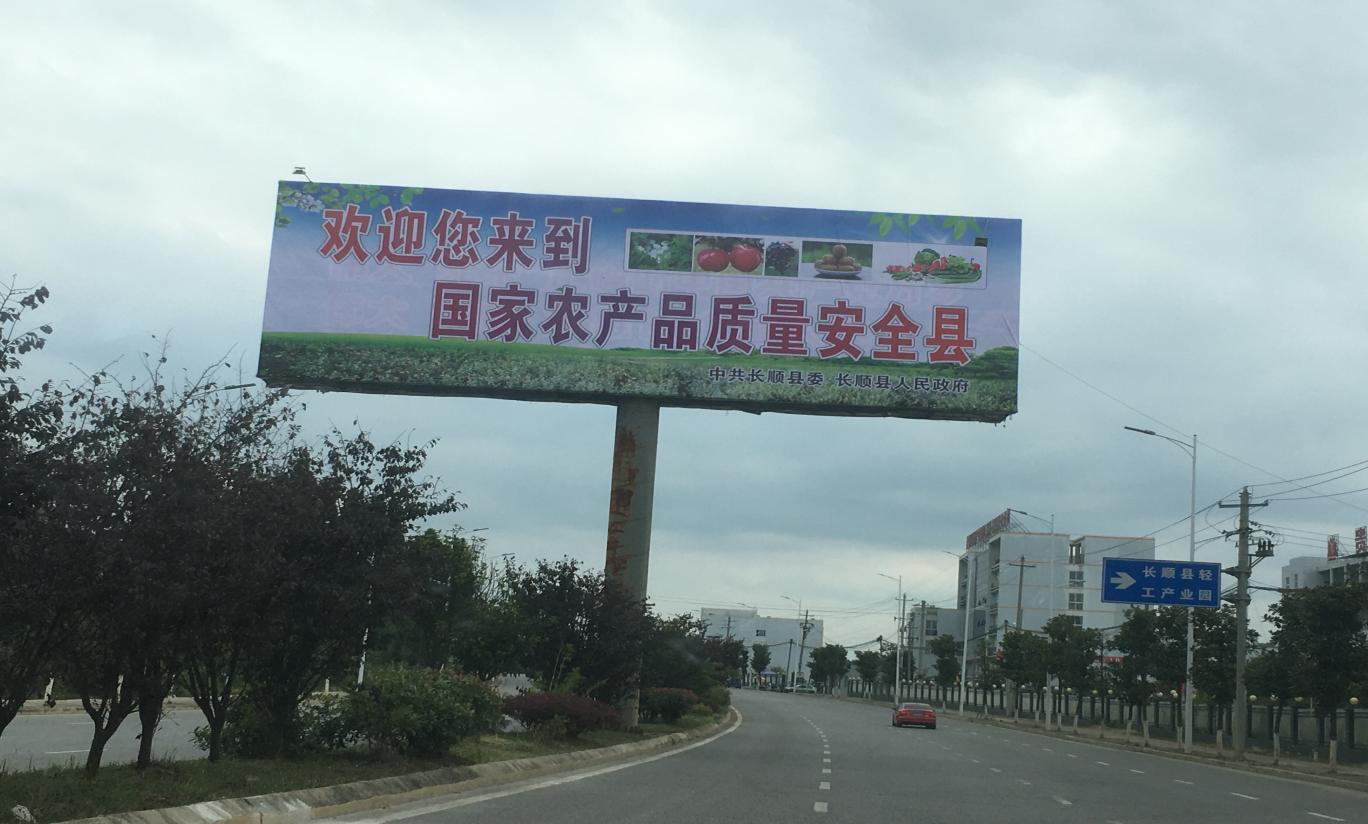 欢迎您来到
国家农产品质量安全县
中共长顺县委 长顺县人民政府
长顺县轻
工产业园